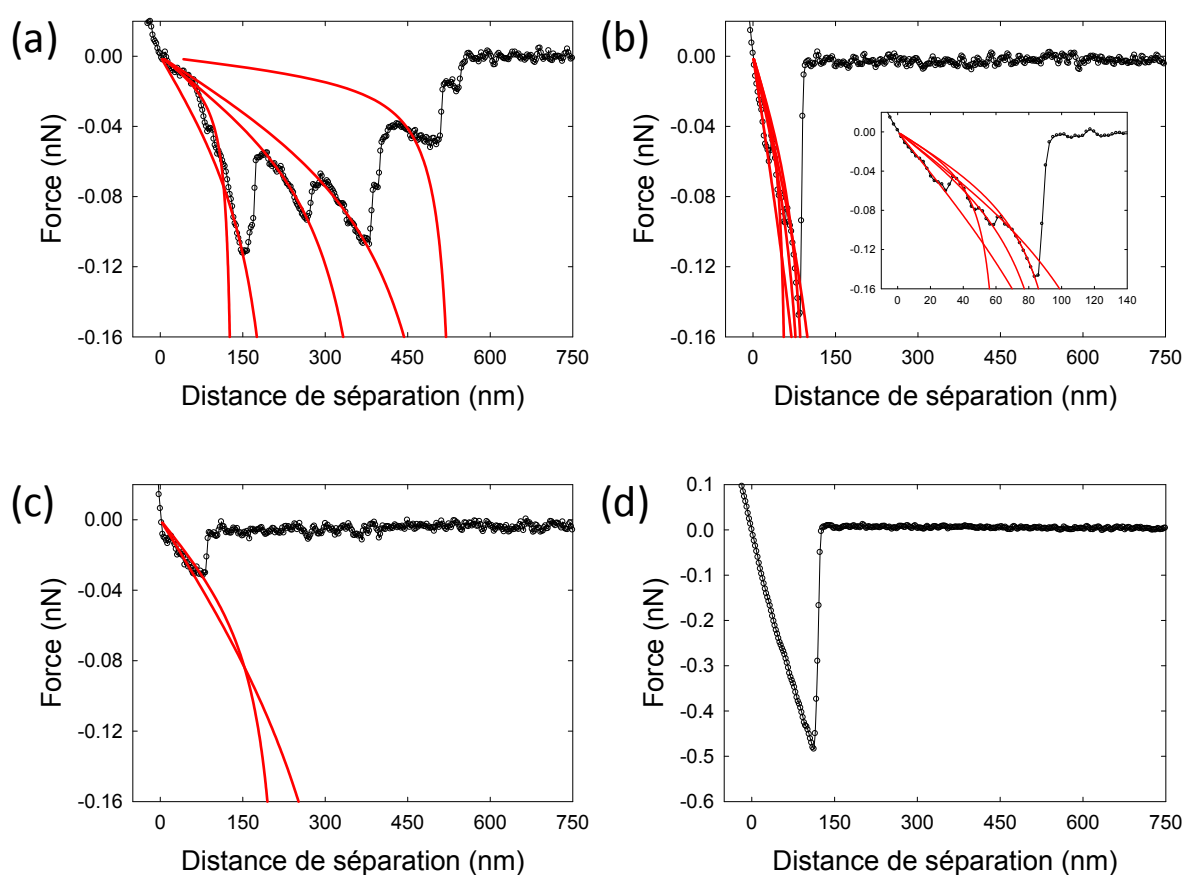 (a)
0.00
-0.04
-0.08
-0.12
-0.16
Force (nN)
0 150 300 450 600 750
Distance de séparation (nm)
(b)
0.00
-0.04
-0.08
-0.12
-0.16
Force (nN)
0.00
-0.04
-0.08
-0.12
-0.16
0 20 40 60 80 100 120 140
0 150 300 450 600 750
Distance de séparation (nm)
(c)
0.00
-0.04
-0.08
-0.12
-0.16
Force (nN)
0 150 300 450 600 750
Distance de séparation (nm)
(d)
0.1
0.0
-0.1
-0.2
-0.3
-0.4
-0.5
-0.6
Force (nN)
0 150 300 450 600 750
Distance de séparation (nm)